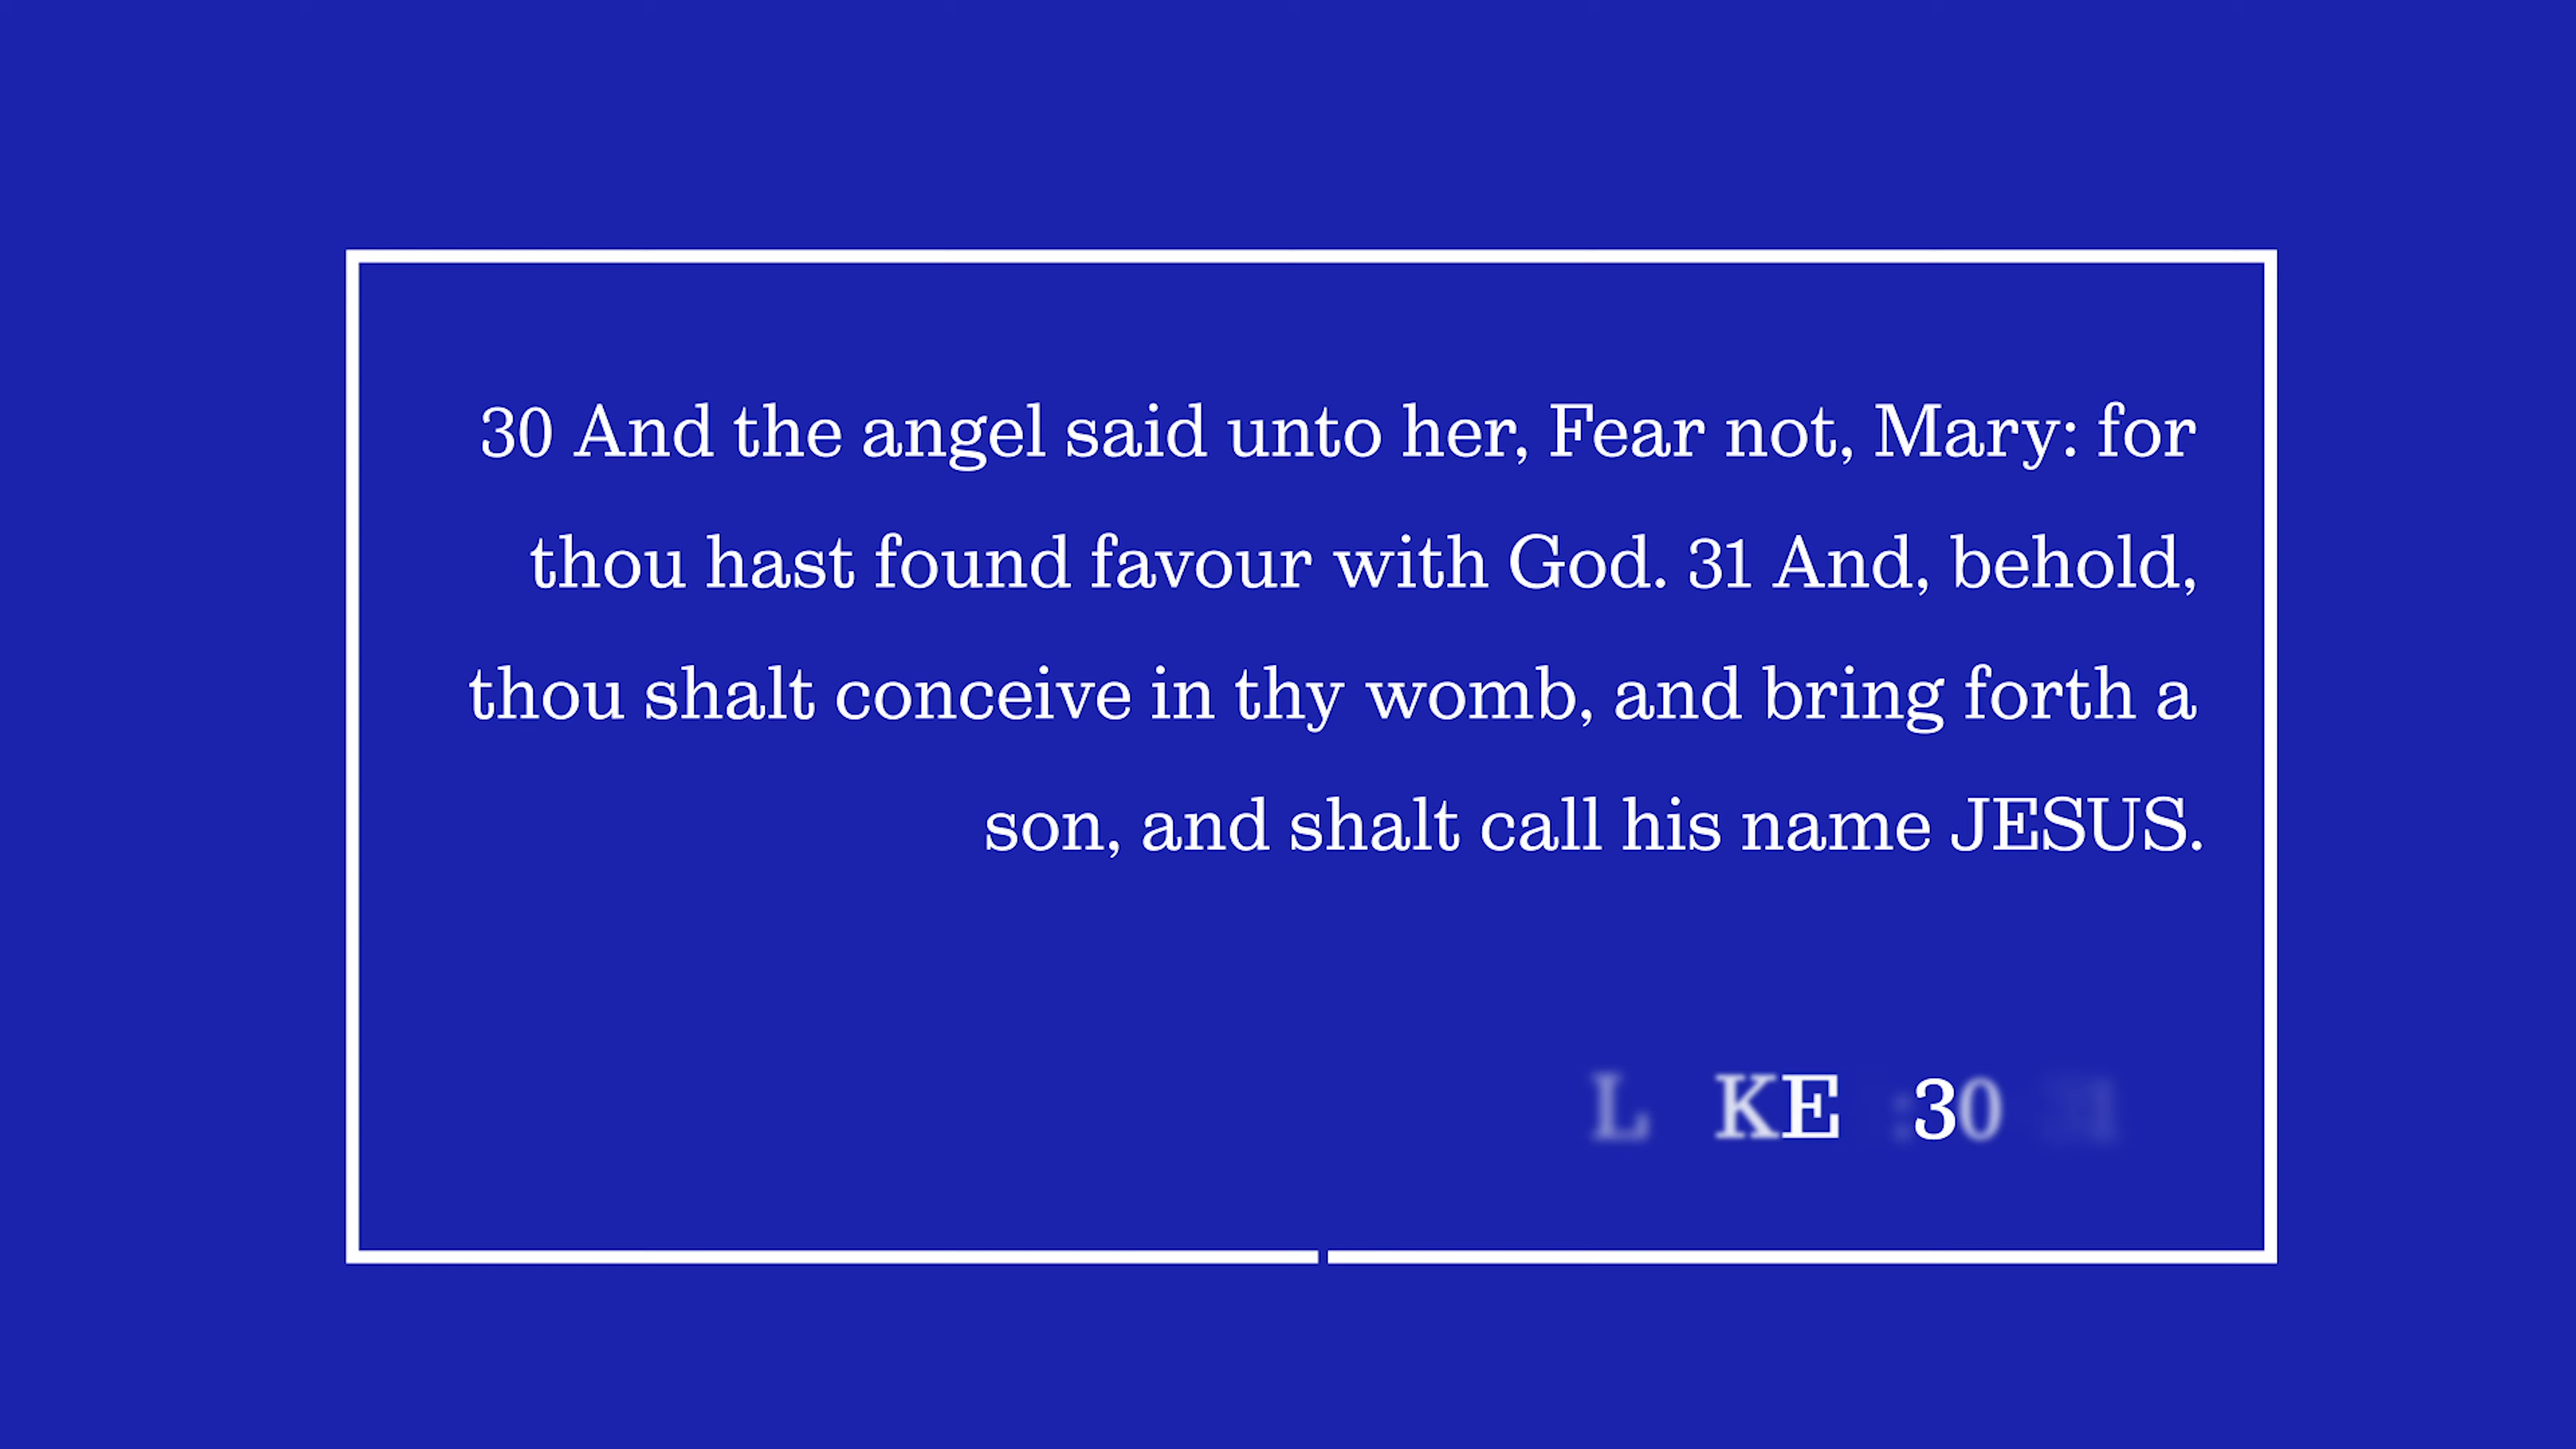 30 And the angel said unto her, Fear not, Mary: for
thou hast found favour with God. 31 And, behold,
thou shalt conceive in thy womb, and bring forth a
son, and shalt call his name JESUS.
L KE :30 31